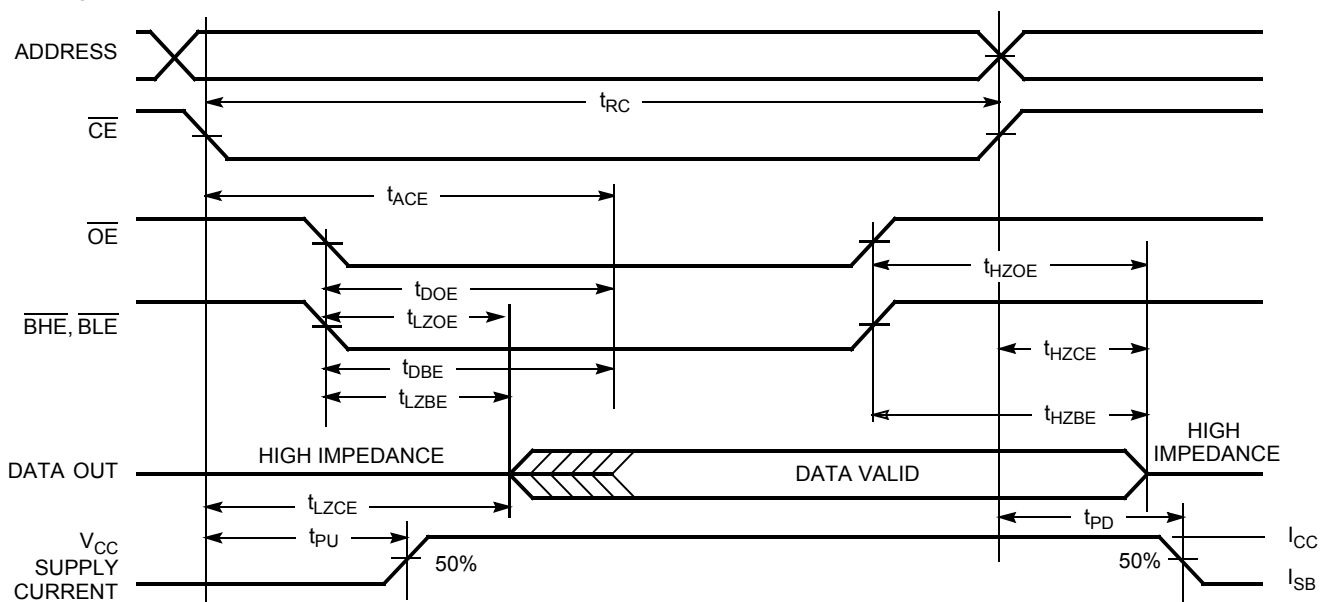 ADDRESS
tRC
CE
tACE
OE
tHZOE
tDOE
BHE, BLE
tLZOE
tHZCE
tDBE
tLZBE
tHZBE
HIGH IMPEDANCE
HIGH
IMPEDANCE
DATA OUT
DATA VALID
tLZCE
tPD
tPU
VCC
SUPPLY
CURRENT
50%
50%
ICC
ISB